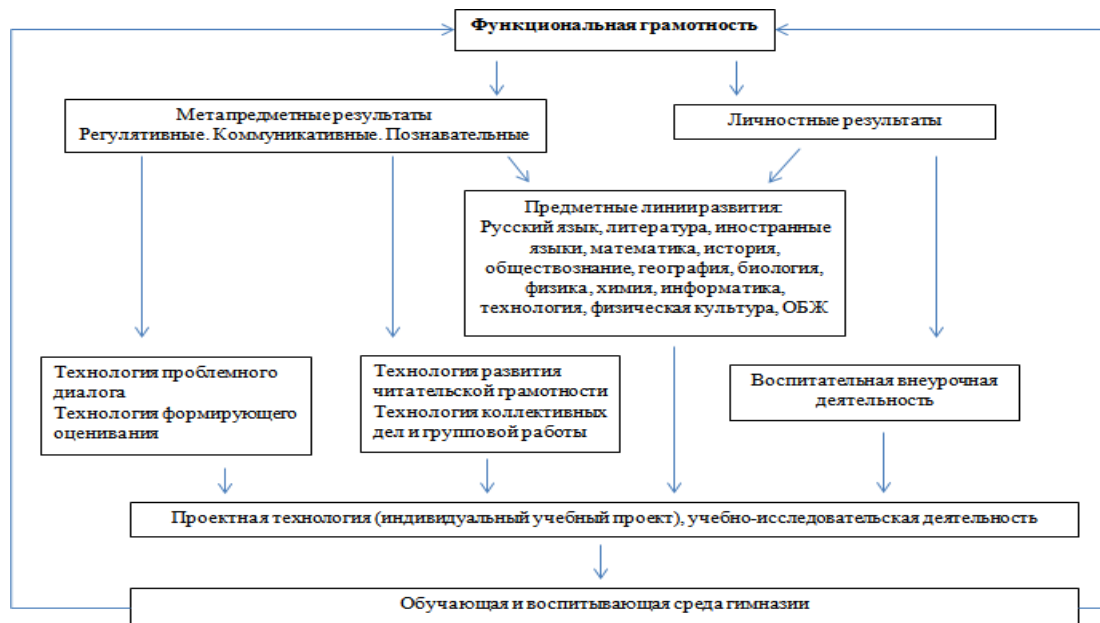 Функциональная грамотность
Метапредметные результаты
Регулятивные. Коммуникативные. Познавательные
Личностные результаты
Предметные линии развития:
Русский язык, литература, иностранные
языки, математика, история,
обществознание, география, биология,
физика, химия, информатика,
технология, физическая культура, ОБЖ
Технология проблемного
диалога
Технология формирующего
оценивания
Технология развития
читательской грамотности
Технология коллективных
дел и групповой работы
Воспитательная внеурочная
деятельность
Проектная технология (индивидуальный учебный проект), учебно-исследовательская деятельность
Обучающая и воспитывающая среда гимназии